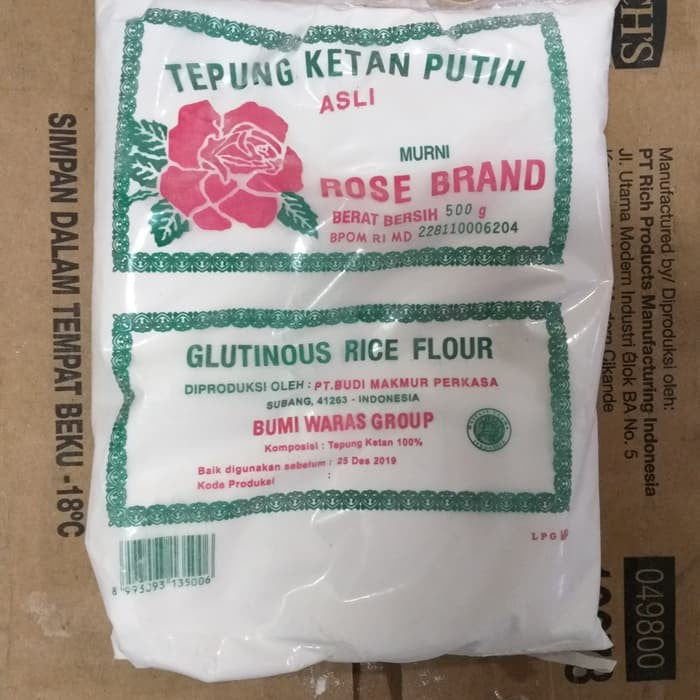 TEPUNG KETAN PUTIH
ASLI
MURNI
ROSE BRAND
BERAT BERSIH 500 g
BPOM RI MD 228110006204
GLUTINOUS RICE FLOUR
DIPRODUKSI OLEH : PT.BUDI MAKMUR PERKASA
SUBANG, 41263 - INDONESIA
BUMI WARAS GROUP
Komposisi : Tepung Ketan 100%
Baik digunakan sebelum : 25 Des 2019
Kode Produksi :
LPG
8 993093 135006
SIMPAN DALAM TEMPAT BEKU -18°C
CH'S
Manufactured by/ Diproduksi oleh:
PT Rich Products Manufacturing Indonesia
Jl. Utama Modern Industri Blok BA No. 5
Cikande
049800